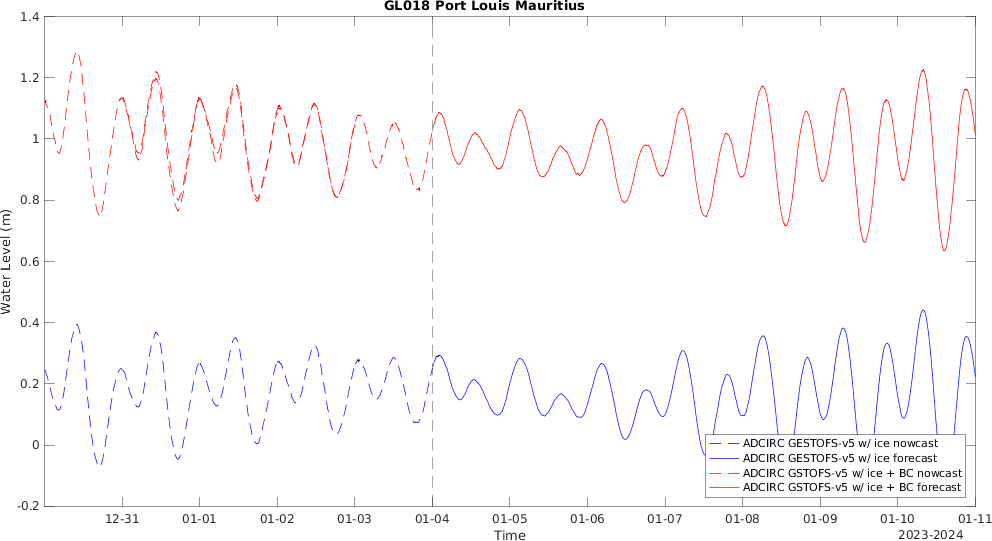 GL018 Port Louis Mauritius
1.4
1.2
1
0.8
0.6
0.4
0.2
0
-0.2
Water Level (m)
ADCIRC GESTOFS-v5 w/ ice nowcast
ADCIRC GESTOFS-v5 w/ ice forecast
ADCIRC GSTOFS-v5 w/ ice + BC nowcast
ADCIRC GSTOFS-v5 w/ ice + BC forecast
12-31 01-01 01-02 01-03 01-04 01-05 01-06 01-07 01-08 01-09 01-10 01-11
Time
2023-2024